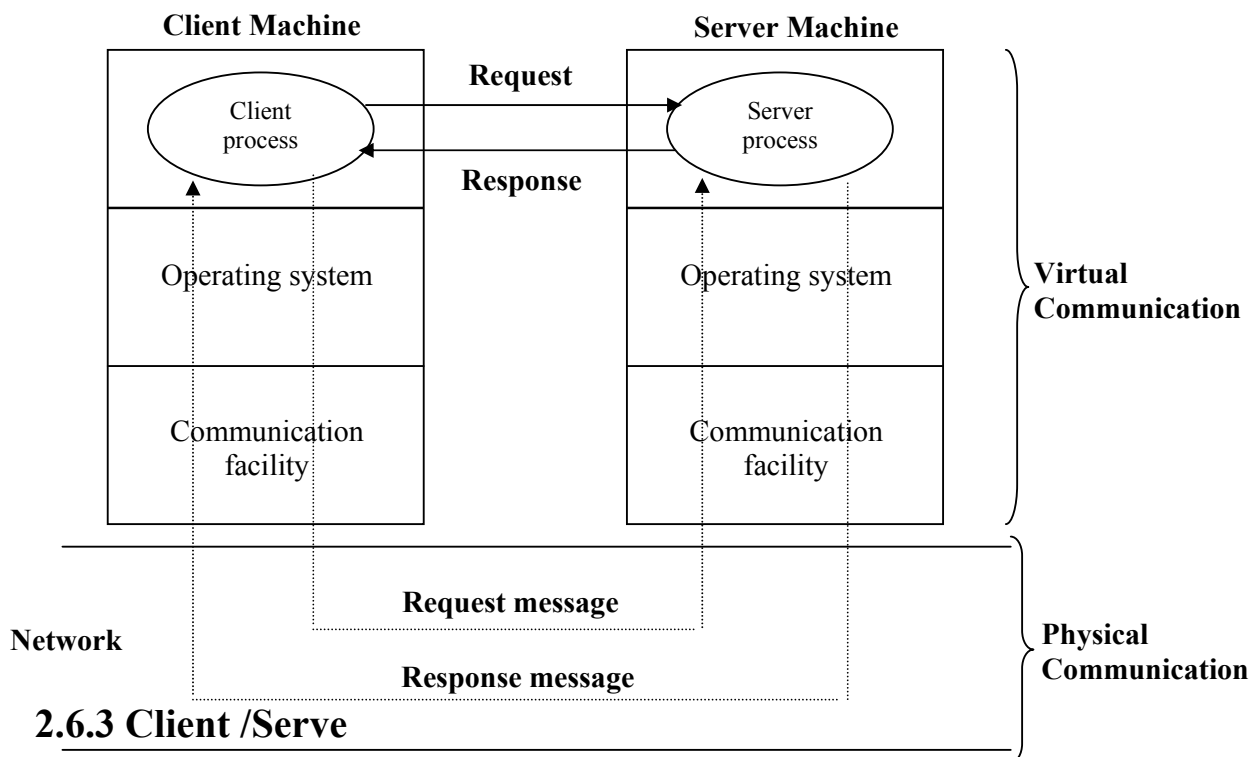 Client Machine
Server Machine
Request
Client
process
Server
process
Response
Operating system
Operating system
Virtual
Communication
Communication
facility
Communication
facility
Request message
Network
Physical
Communication
Response message
2.6.3 Client /Serve